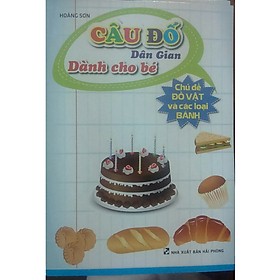 HOÀNG SƠN
CÂU ĐỐ
Dân Gian
Dành cho bé
Chủ đề
ĐỒ VẬT
và các loại
BÁNH
NHÀ XUẤT BẢN HẢI PHÒNG